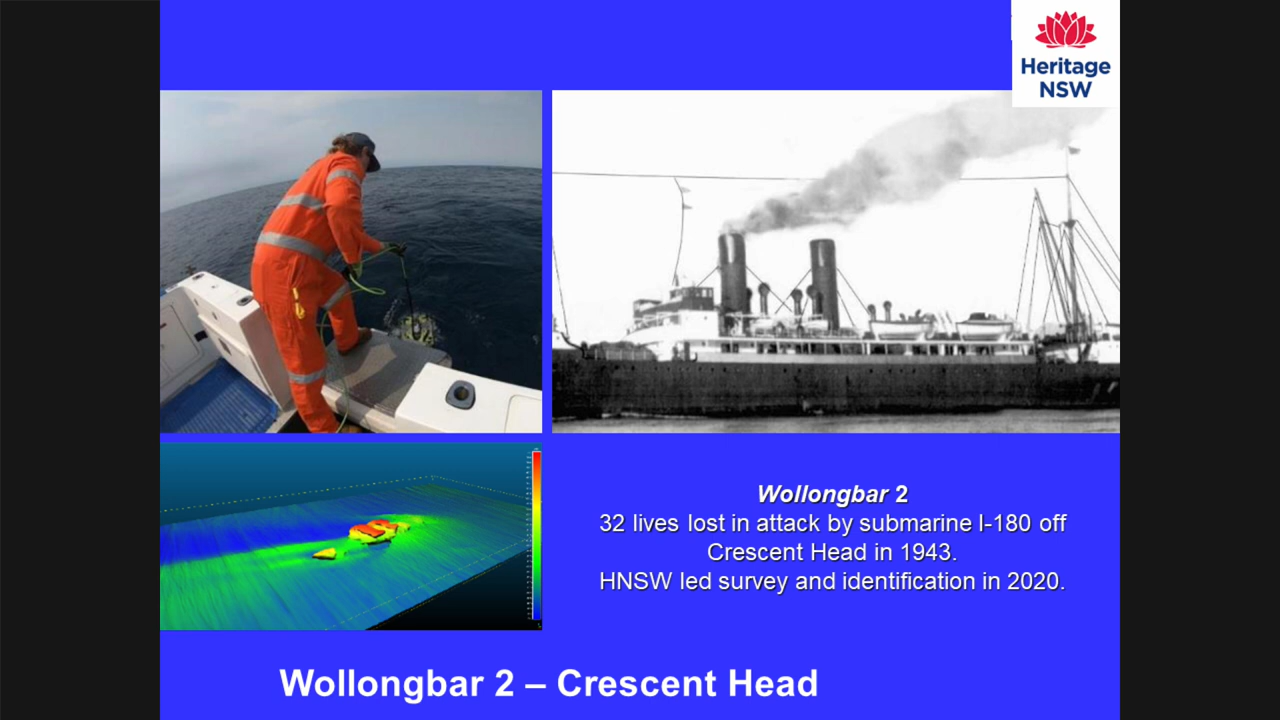 Heritage
NSW
Wollongbar 2
32 lives lost in attack by submarine I-180 off
Crescent Head in 1943.
HNSW led survey and identification in 2020.
Wollongbar 2 – Crescent Head